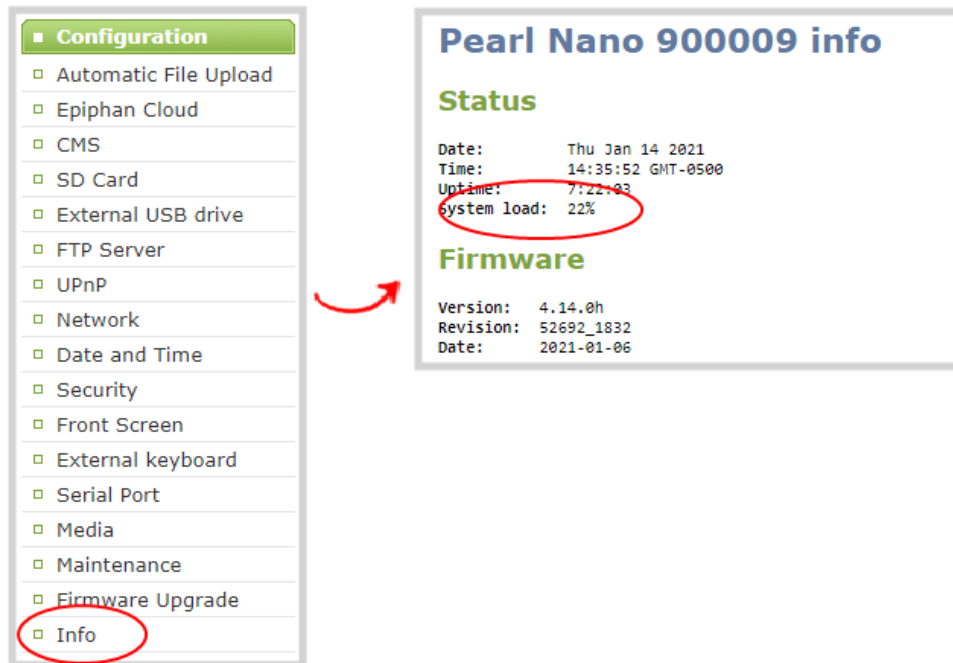 Configuration
Automatic File Upload
Epiphan Cloud
CMS
SD Card
External USB drive
FTP Server
UPnP
Network
Date and Time
Security
Front Screen
External keyboard
Serial Port
Media
Maintenance
Firmware Upgrade
Info
Pearl Nano 900009 info
Status
Date: Thu Jan 14 2021
Time: 14:35:52 GMT-0500
Uptime: 7:22:03
System load: 22%
Firmware
Version: 4.14.0h
Revision: 52692_1832
Date: 2021-01-06